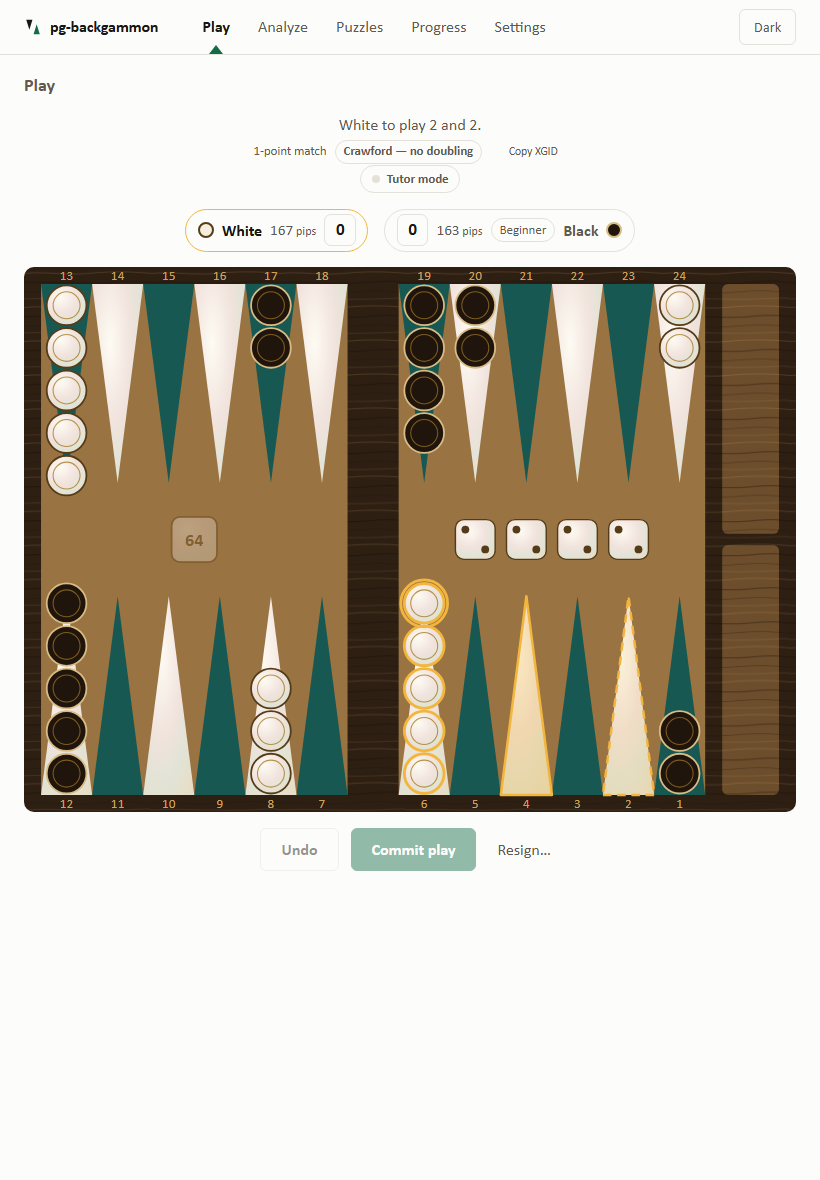 pg-backgammon Play Analyze Puzzles Progress Settings Dark
Play
White to play 2 and 2.
1-point match Crawford — no doubling Copy XGID
Tutor mode
White 167 pips 0 0 163 pips Beginner Black
13 14 15 16 17 18 19 20 21 22 23 24
64
12 11 10 9 8 7 6 5 4 3 2 1
Undo Commit play Resign...